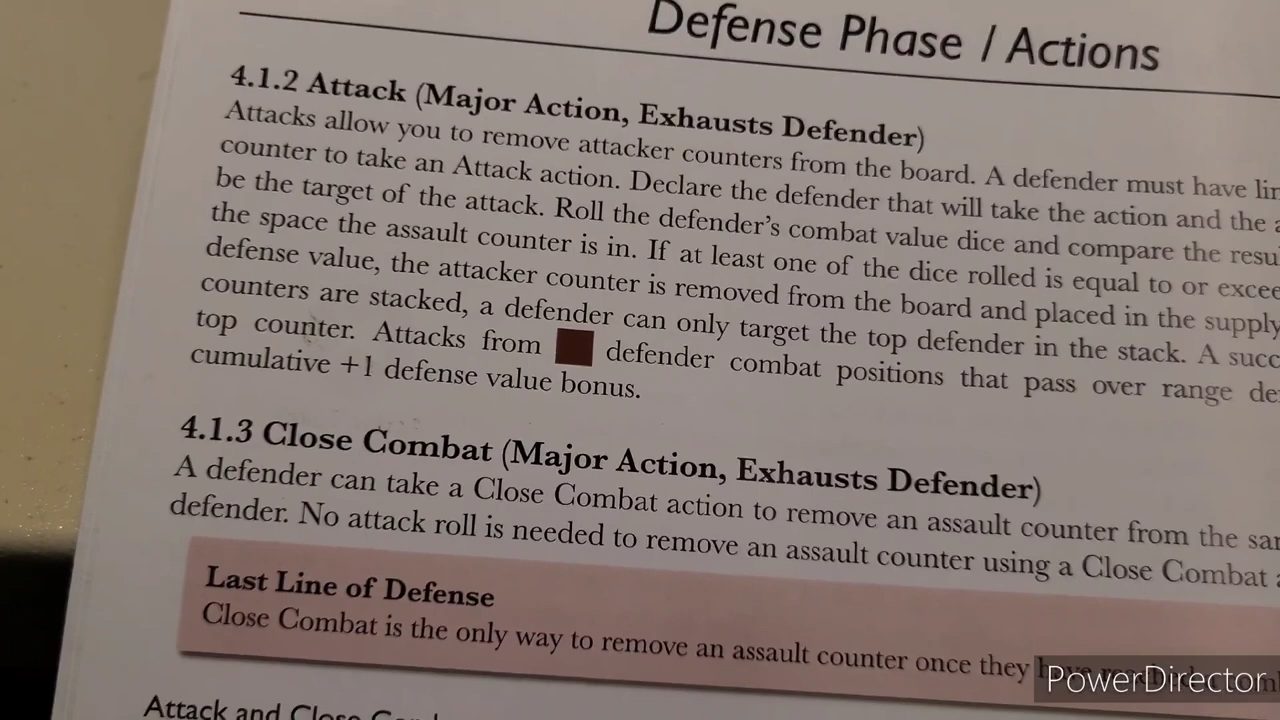 Defense Phase / Actions
4.1.2 Attack (Major Action, Exhausts Defender)
Attacks allow you to remove attacker counters from the board. A defender must have
counter to take an Attack action. Declare the defender that will take the action and the
be the target of the attack. Roll the defender's combat value dice and compare the
the space the assault counter is in. If at least one of the dice rolled is equal to or
defense value, the attacker counter is removed from the board and placed in the supply
counters are stacked, a defender can only target the top defender in the stack. A
top counter. Attacks from defender combat positions that pass over range
cumulative +1 defense value bonus.
4.1.3 Close Combat (Major Action, Exhausts Defender)
A defender can take a Close Combat action to remove an assault counter from the
defender. No attack roll is needed to remove an assault counter using a Close Combat
Last Line of Defense
Close Combat is the only way to remove an assault counter once they
PowerDirector
Attack and Close